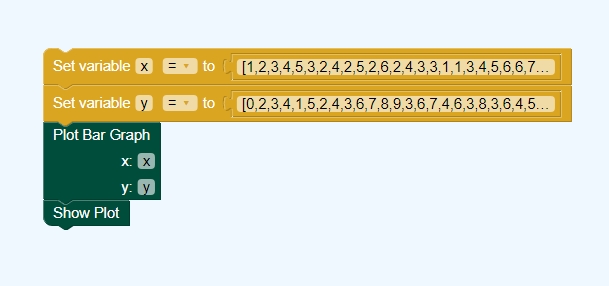 Set variable x = to [1,2,3,4,5,3,2,4,2,5,2,6,2,4,3,3,1,1,3,4,5,6,6,7...
Set variable y = to [0,2,3,4,1,5,2,4,3,6,7,8,9,3,6,7,4,6,3,8,3,6,4,5...
Plot Bar Graph
x: x
y: y
Show Plot